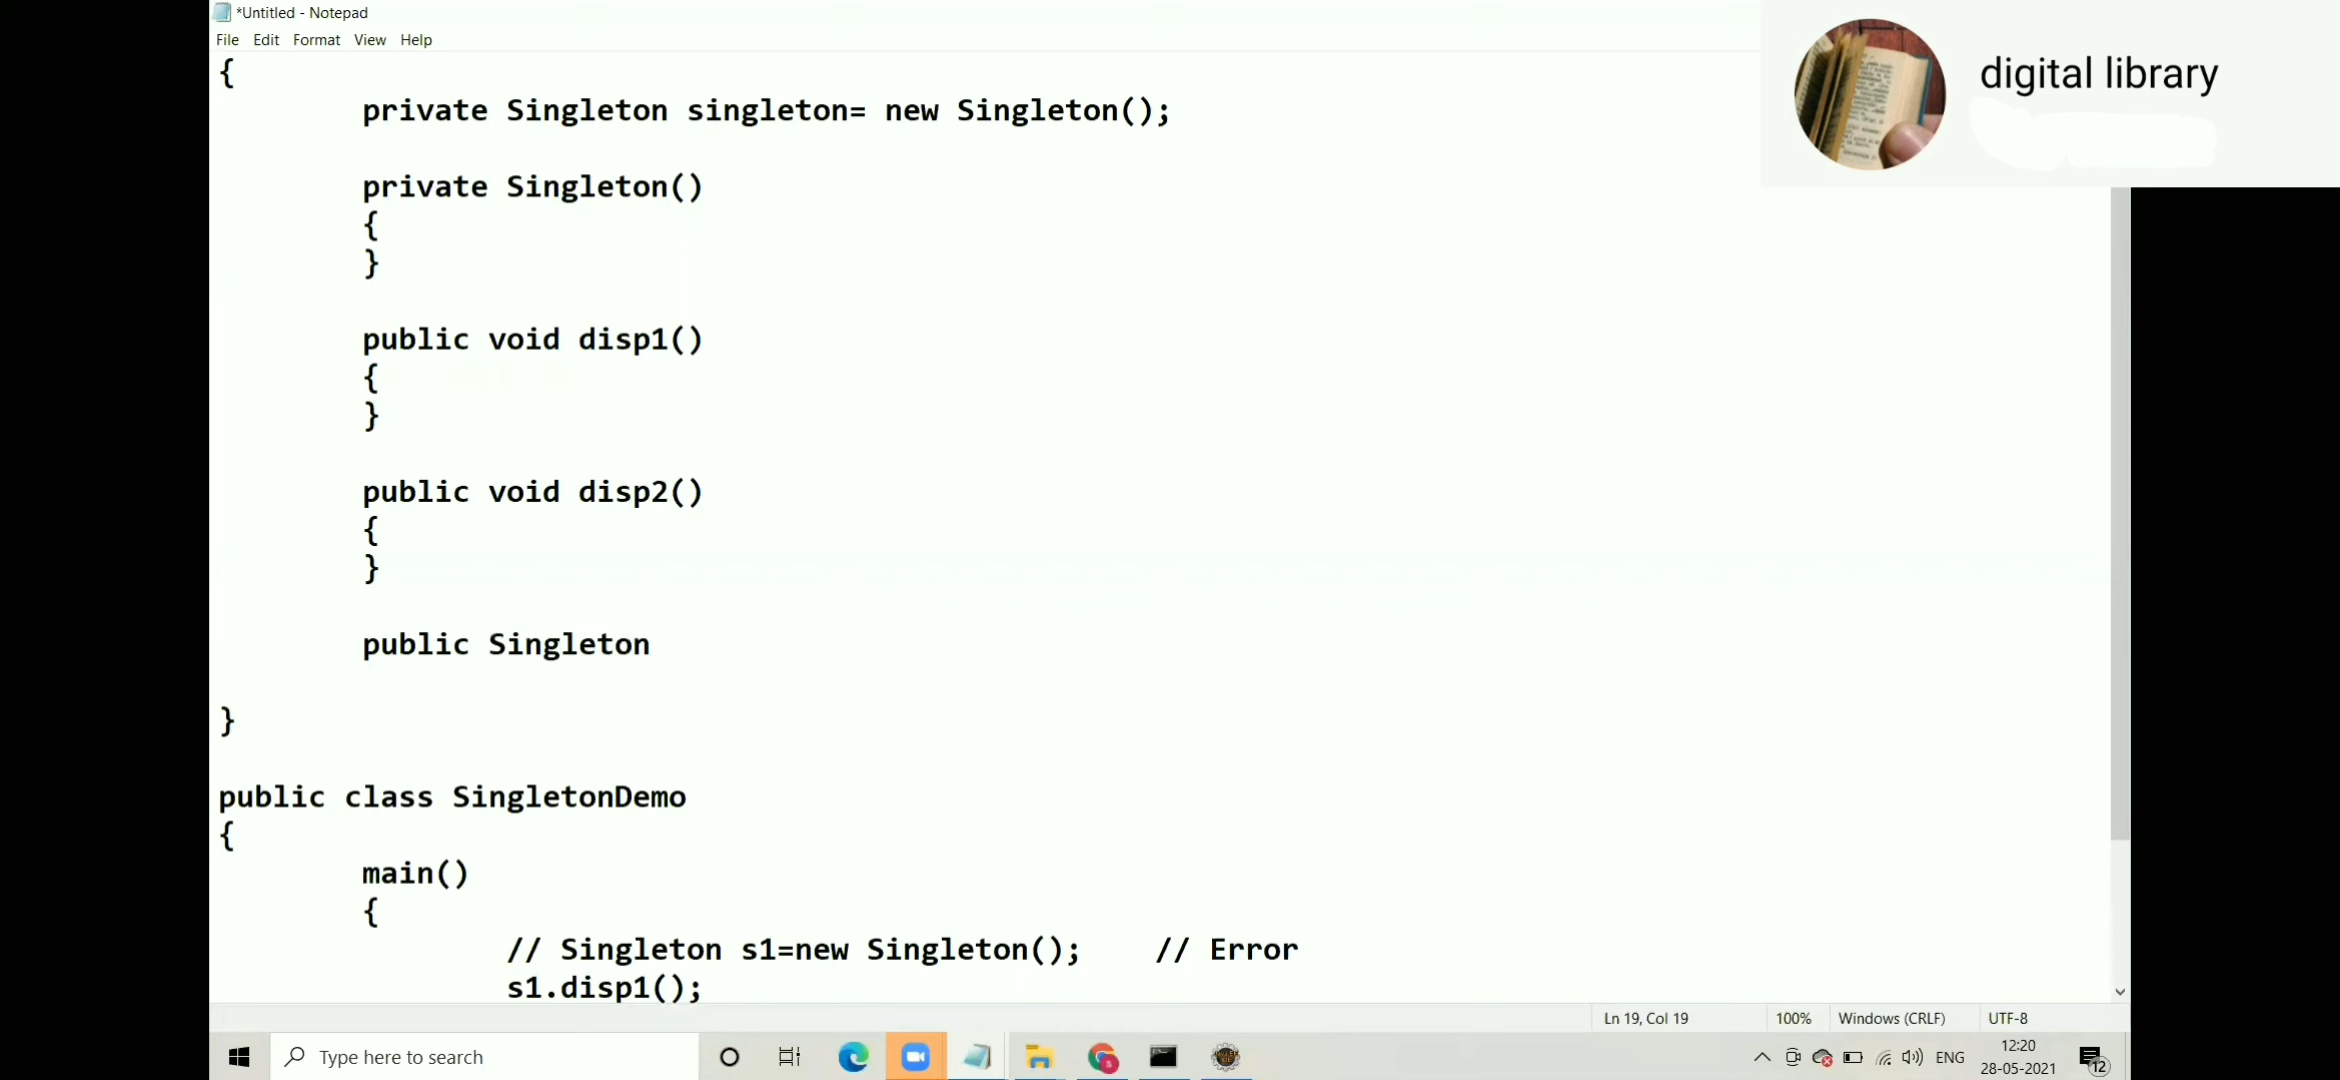 *Untitled - Notepad
File Edit Format View Help
digital library
{
private Singleton singleton= new Singleton();
private Singleton()
{
}
public void disp1()
{
}
public void disp2()
{
}
public Singleton
}
public class SingletonDemo
{
main()
{
// Singleton s1=new Singleton(); // Error
s1.disp1();
Ln 19, Col 19 100% Windows (CRLF) UTF-8
Type here to search
ENG
12:20
28-05-2021
12